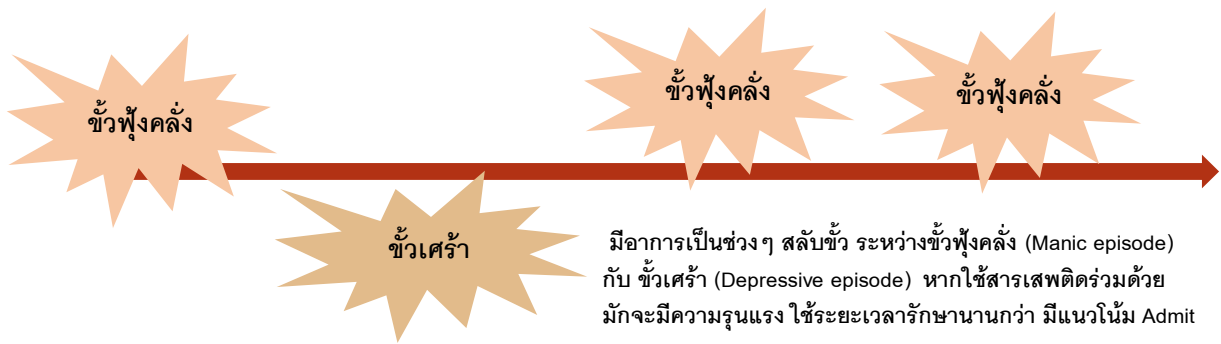 ขั้วฟุ้งคลั่ง
ขั้วฟุ้งคลั่ง
ขั้วฟุ้งคลั่ง
ขั้วเศร้า
มีอาการเป็นช่วงๆ สลับขั้ว ระหว่างขั้วฟุ้งคลั่ง (Manic episode)
กับ ขั้วเศร้า (Depressive episode) หากใช้สารเสพติดร่วมด้วย
มักจะมีความรุนแรง ใช้ระยะเวลารักษานานกว่า มีแนวโน้ม Admit